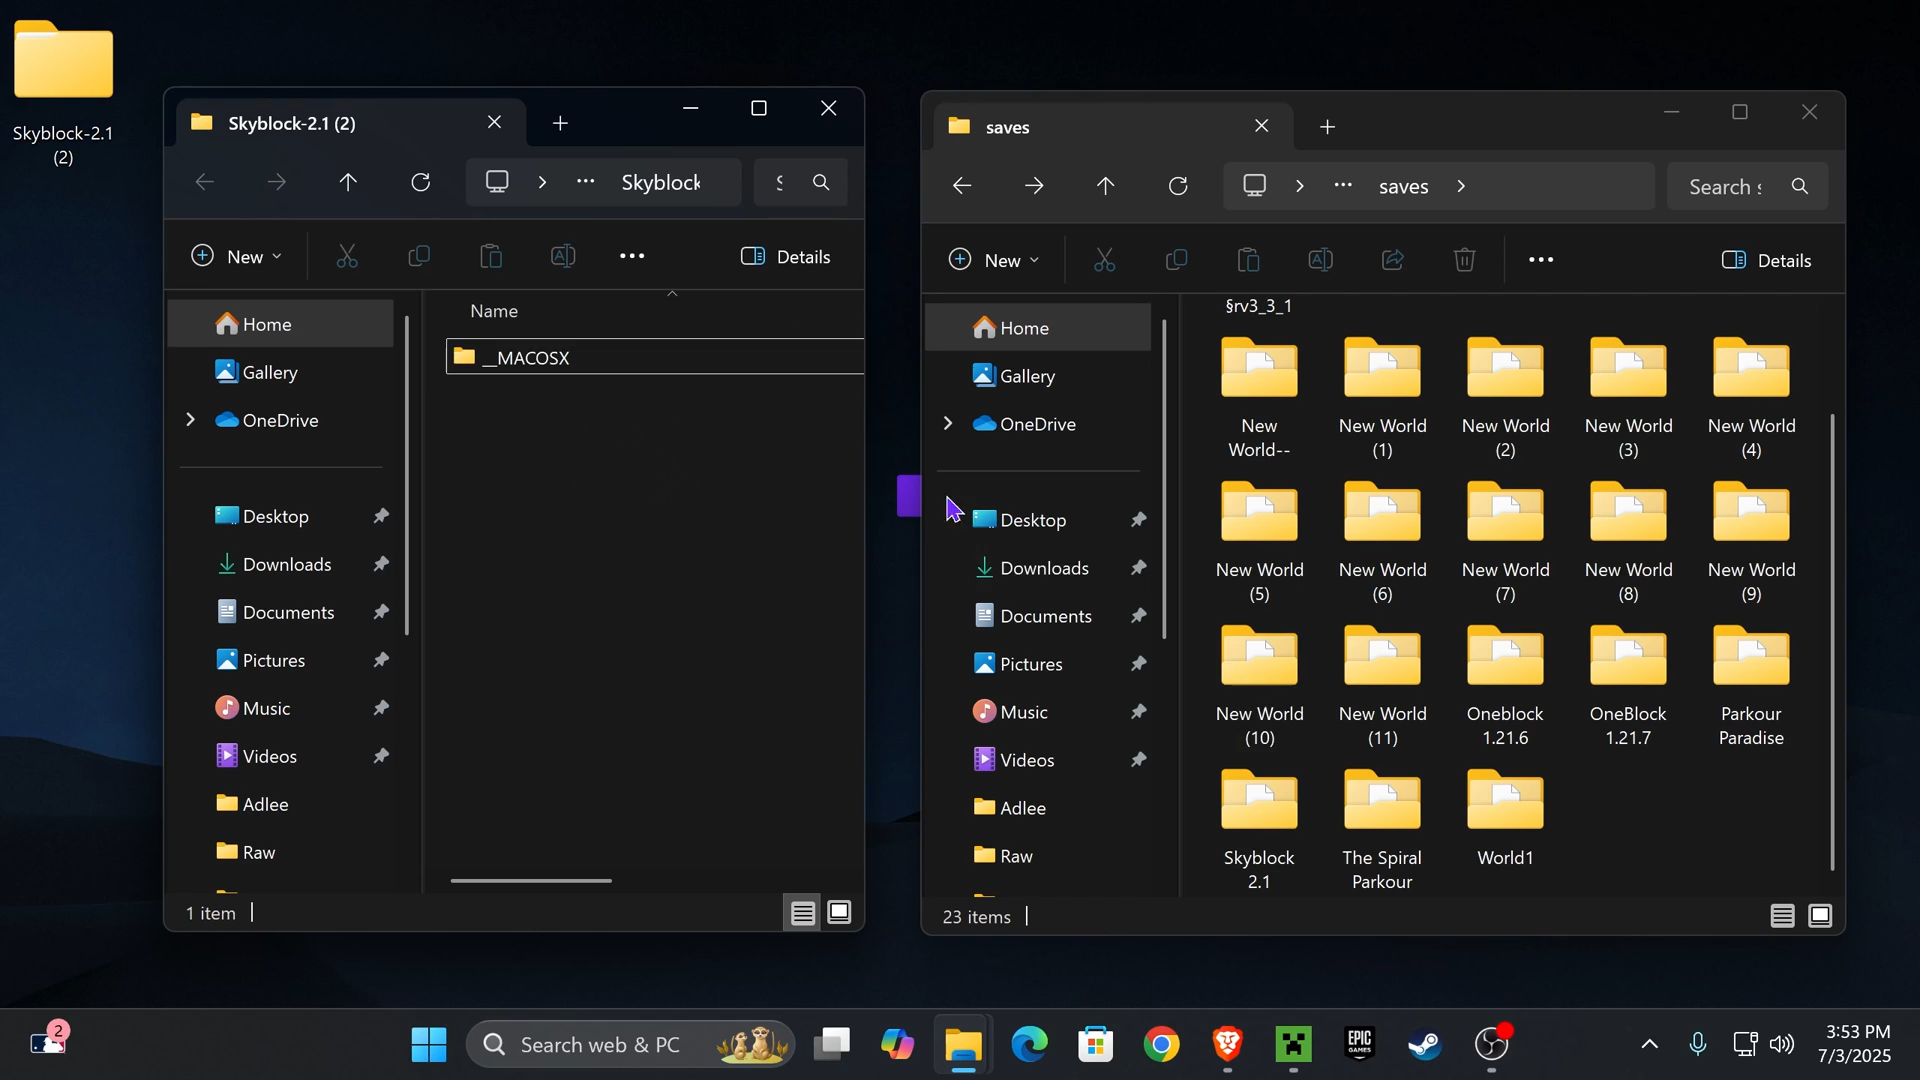 Skyblock-2.1
(2)
Skyblock-2.1 (2)
Skyblock
New
Details
Name
Home
__MACOSX
Gallery
OneDrive
Desktop
Downloads
Documents
Pictures
Music
Videos
Adlee
Raw
1 item
saves
saves
Search
New
Details
§rv3_3_1
Home
Gallery
OneDrive
Desktop
Downloads
Documents
Pictures
Music
Videos
Adlee
Raw
New
World--
New World
(1)
New World
(2)
New World
(3)
New World
(4)
New World
(5)
New World
(6)
New World
(7)
New World
(8)
New World
(9)
New World
(10)
New World
(11)
Oneblock
1.21.6
OneBlock
1.21.7
Parkour
Paradise
Skyblock
2.1
The Spiral
Parkour
World1
23 items
2
Search web & PC
EPIC
GAMES
3:53 PM
7/3/2025